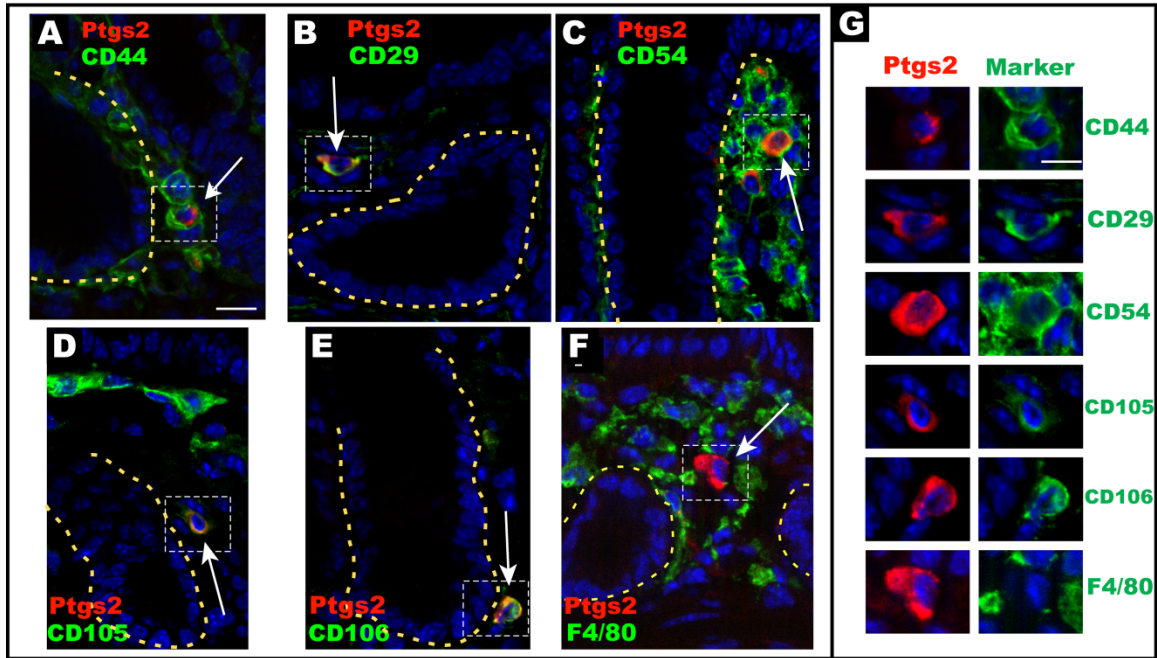 A
Ptgs2
CD44
B
Ptgs2
CD29
C
Ptgs2
CD54
D
Ptgs2
CD105
E
Ptgs2
CD106
F
Ptgs2
F4/80
G
Ptgs2 Marker
CD44
CD29
CD54
CD105
CD106
F4/80